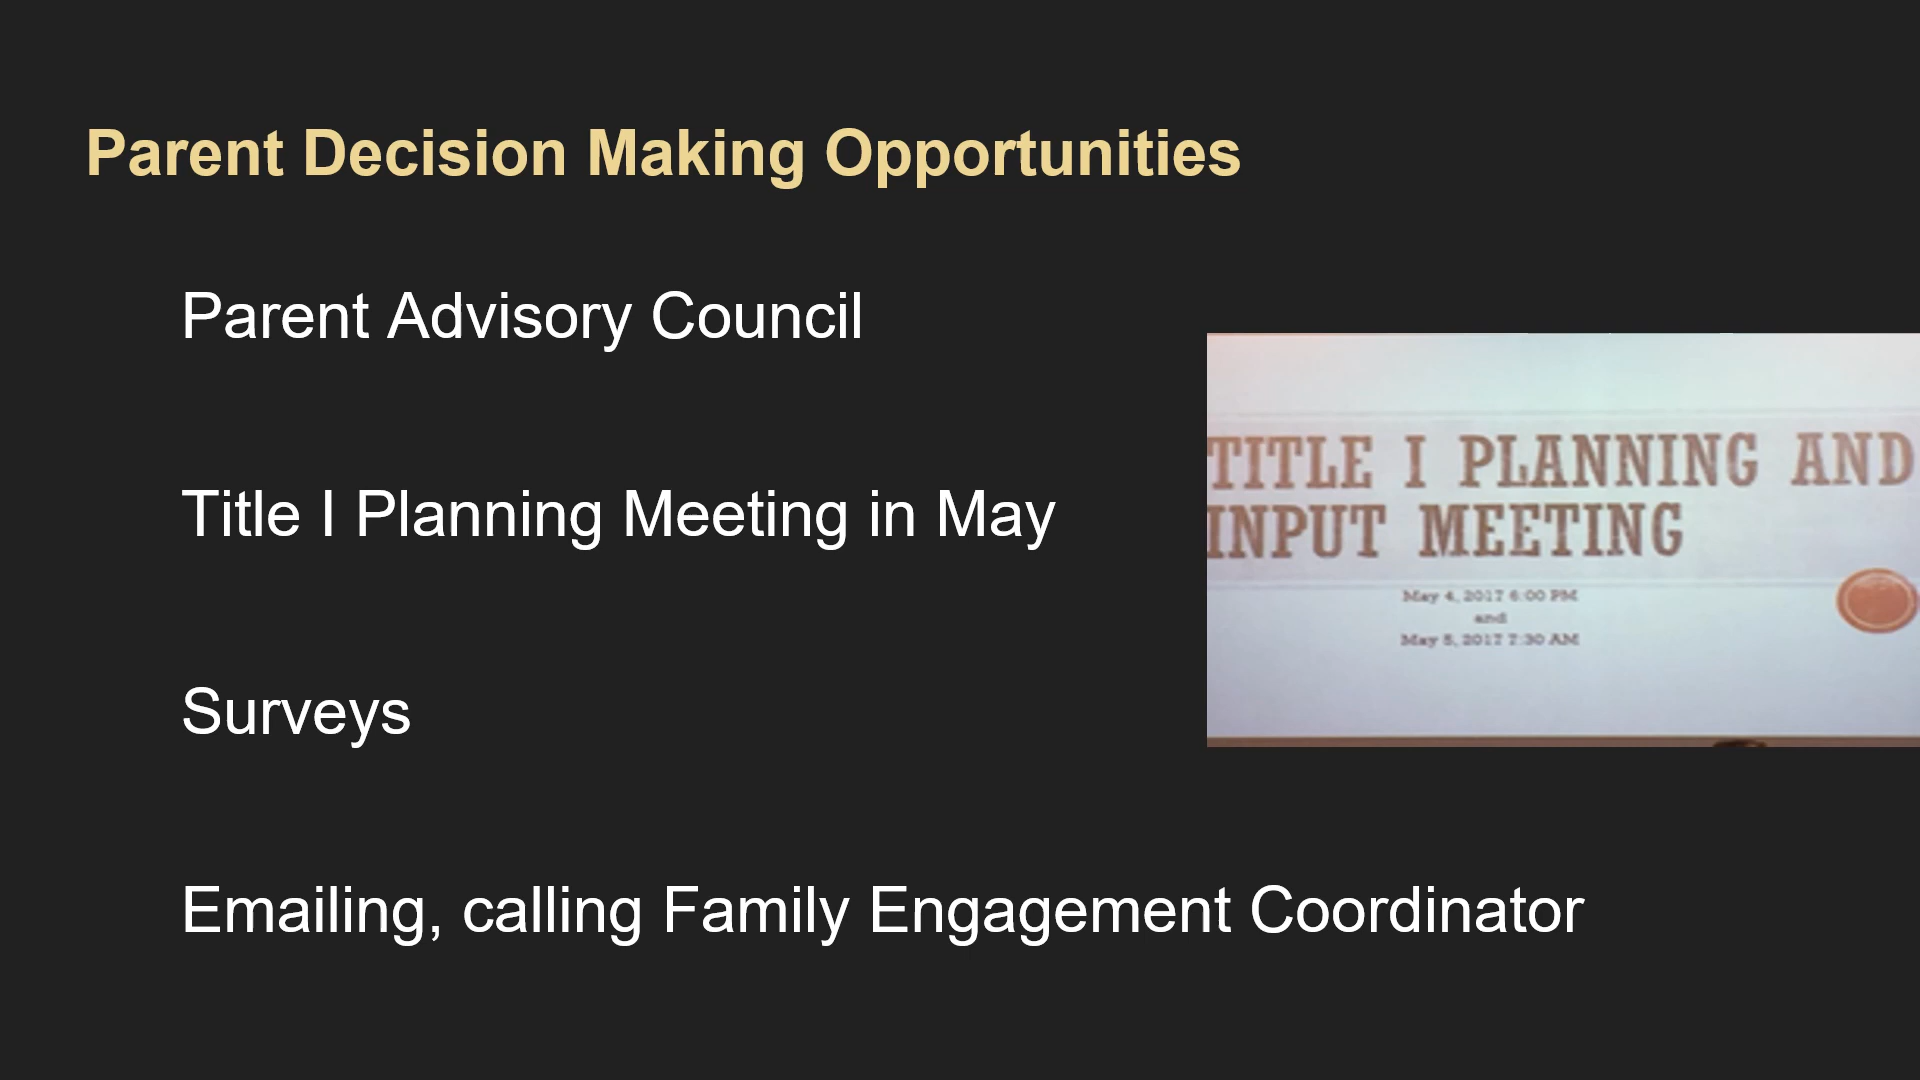 Parent Decision Making Opportunities
Parent Advisory Council
Title I Planning Meeting in May
Surveys
Emailing, calling Family Engagement Coordinator
TITLE I PLANNING AND
INPUT MEETING
May 4, 2017 6:00 PM
and
May 5, 2017 7:30 AM